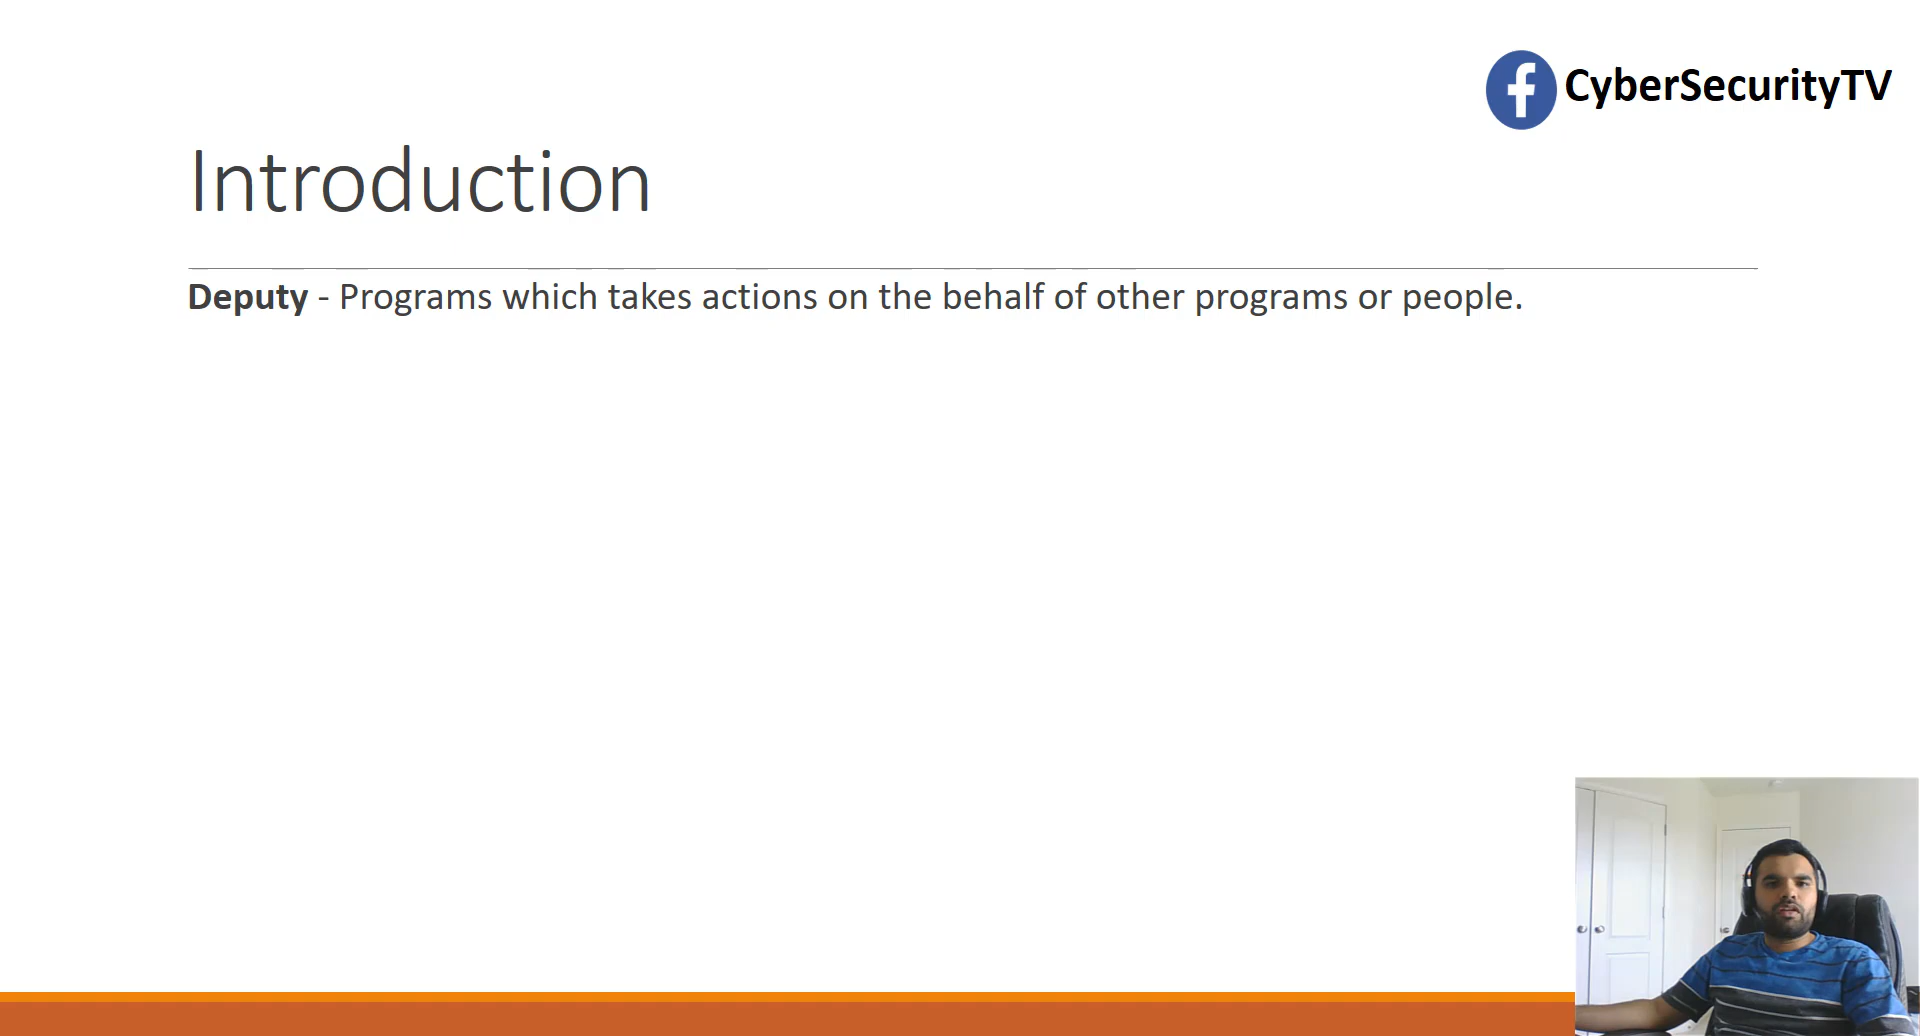 CyberSecurityTV
Introduction
Deputy - Programs which takes actions on the behalf of other programs or people.